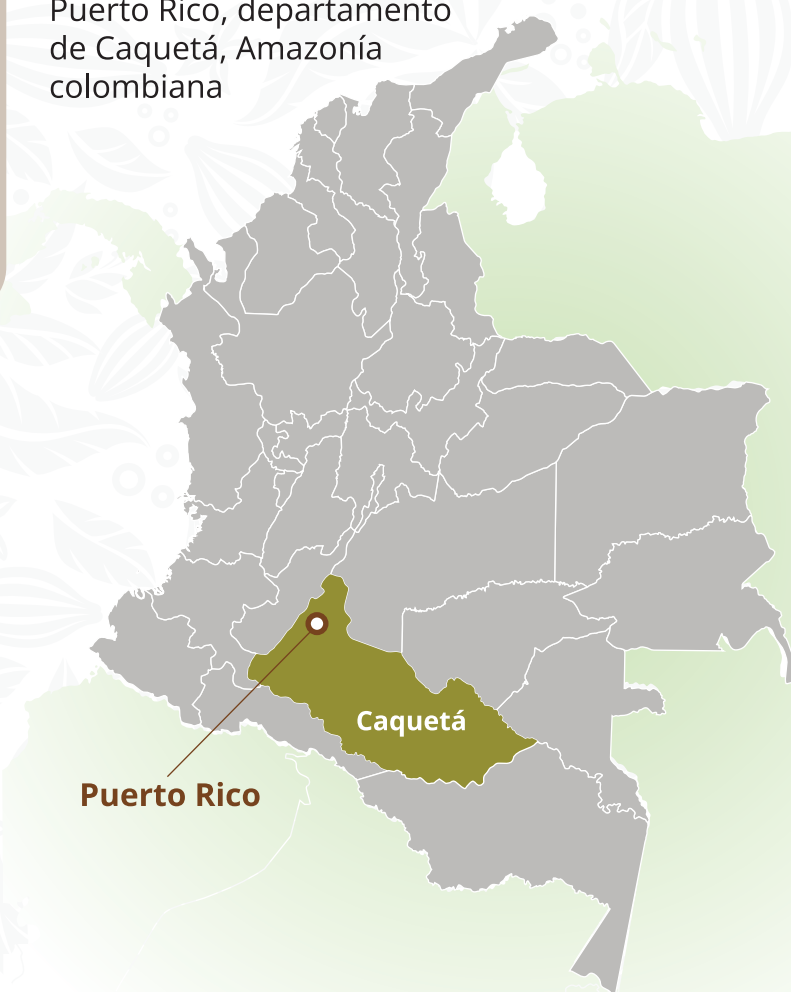 Puerto Rico, departamento
de Caquetá, Amazonía
colombiana
Caquetá
Puerto Rico